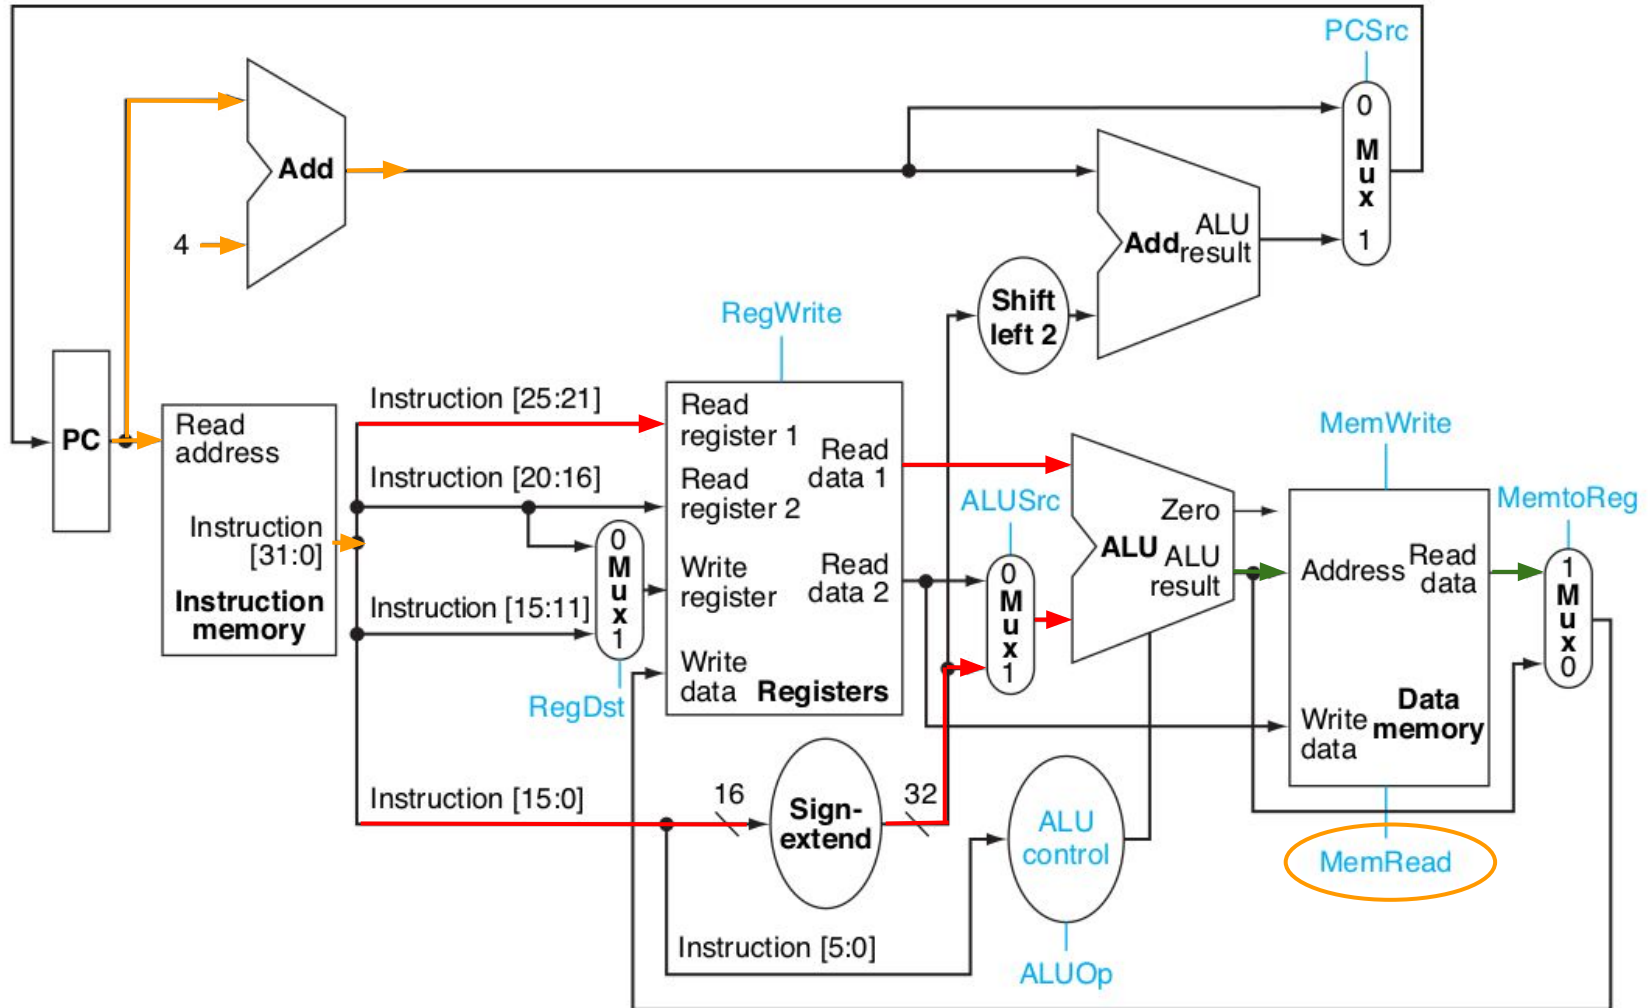 PCSrc
0
M
u
x
1
Add
4
Add
ALU
result
Shift
left 2
RegWrite
PC
Read
address
Instruction
[31:0]
Instruction
memory
Instruction [25:21]
Instruction [20:16]
Instruction [15:11]
0
M
u
x
1
RegDst
Read
register 1
Read
register 2
Write
register
Write
data
Read
data 1
Read
data 2
Registers
ALUSrc
0
M
u
x
1
Zero
ALU
ALU
result
MemWrite
Address
Read
data
Write
data
Data
memory
MemRead
MemtoReg
1
M
u
x
0
Instruction [15:0]
16
Sign-
extend
32
ALU
control
Instruction [5:0]
ALUOp